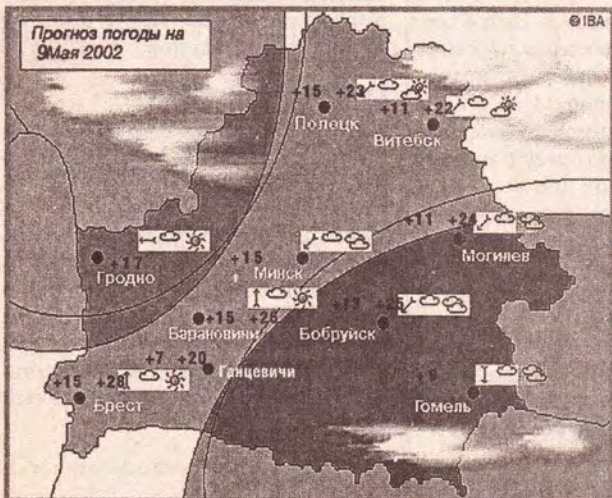 Прогноз погоды на
9Мая 2002
© IBA
+15 +23
Полоцк
+11 +22
Витебск
+11 +24
Могилев
+17
Гродно
+15
Минск
+15 +26
Барановичи
+13 +25
Бобруйск
+7 +20
Ганцевичи
+15 +28
Брест
Гомель